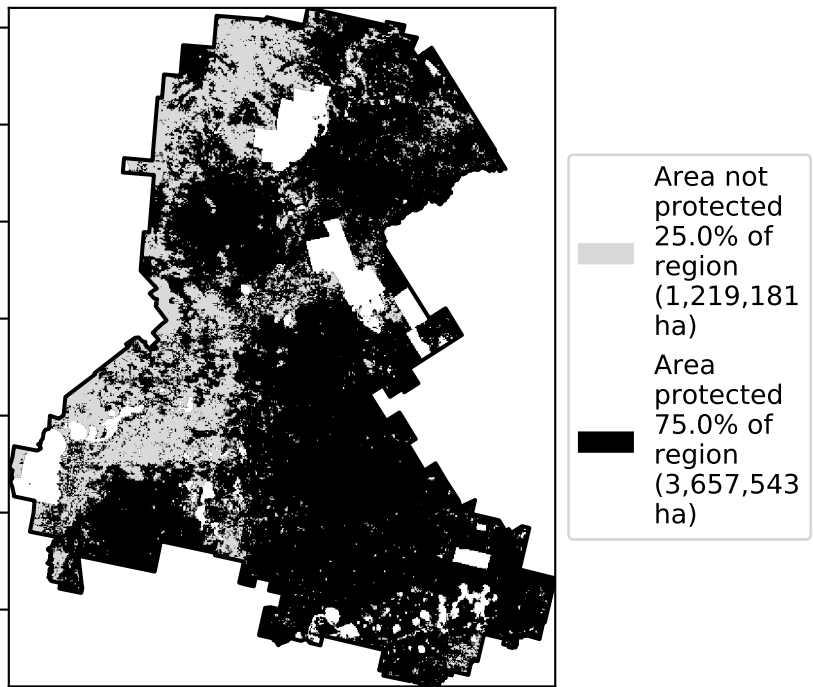 Area not
protected
25.0% of
region
(1,219,181
ha)
Area
protected
75.0% of
region
(3,657,543
ha)